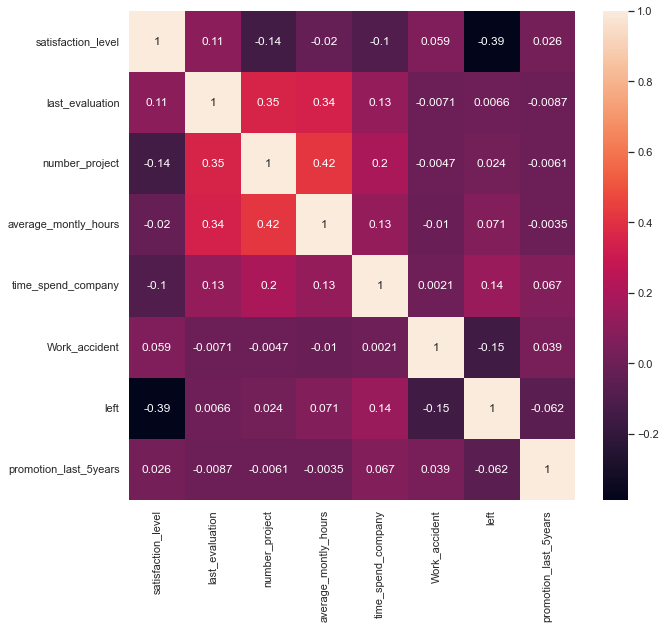 satisfaction_level 1 0.11 -0.14 -0.02 -0.1 0.059 -0.39 0.026
last_evaluation 0.11 1 0.35 0.34 0.13 -0.0071 0.0066 -0.0087
number_project -0.14 0.35 1 0.42 0.2 -0.0047 0.024 -0.0061
average_montly_hours -0.02 0.34 0.42 1 0.13 -0.01 0.071 -0.0035
time_spend_company -0.1 0.13 0.2 0.13 1 0.0021 0.14 0.067
Work_accident 0.059 -0.0071 -0.0047 -0.01 0.0021 1 -0.15 0.039
left -0.39 0.0066 0.024 0.071 0.14 -0.15 1 -0.062
promotion_last_5years 0.026 -0.0087 -0.0061 -0.0035 0.067 0.039 -0.062 1
satisfaction_level
last_evaluation
number_project
average_montly_hours
time_spend_company
Work_accident
left
promotion_last_5years
1.0
0.8
0.6
0.4
0.2
0.0
-0.2